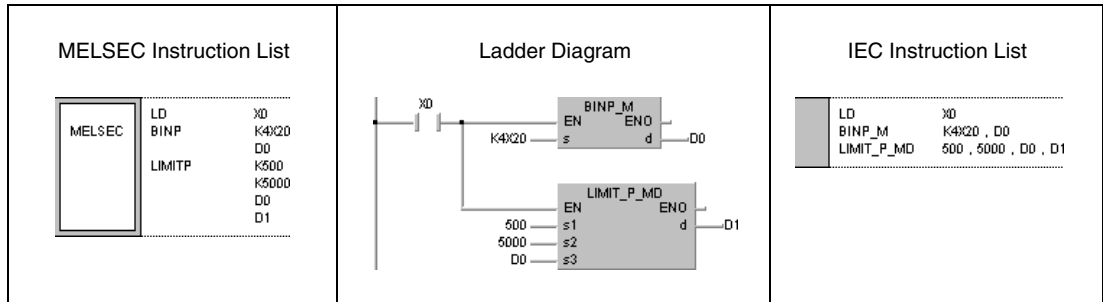 MELSEC Instruction List
MELSEC
LD X0
BINP K4X20
D0
LIMITP K500
K5000
D0
D1
Ladder Diagram
X0
BINP_M
EN ENO
K4X20 s d D0
LIMIT_P_MD
EN ENO
500 s1 d D1
5000 s2
D0 s3
IEC Instruction List
LD X0
BINP_M K4X20 , D0
LIMIT_P_MD 500 , 5000 , D0 , D1